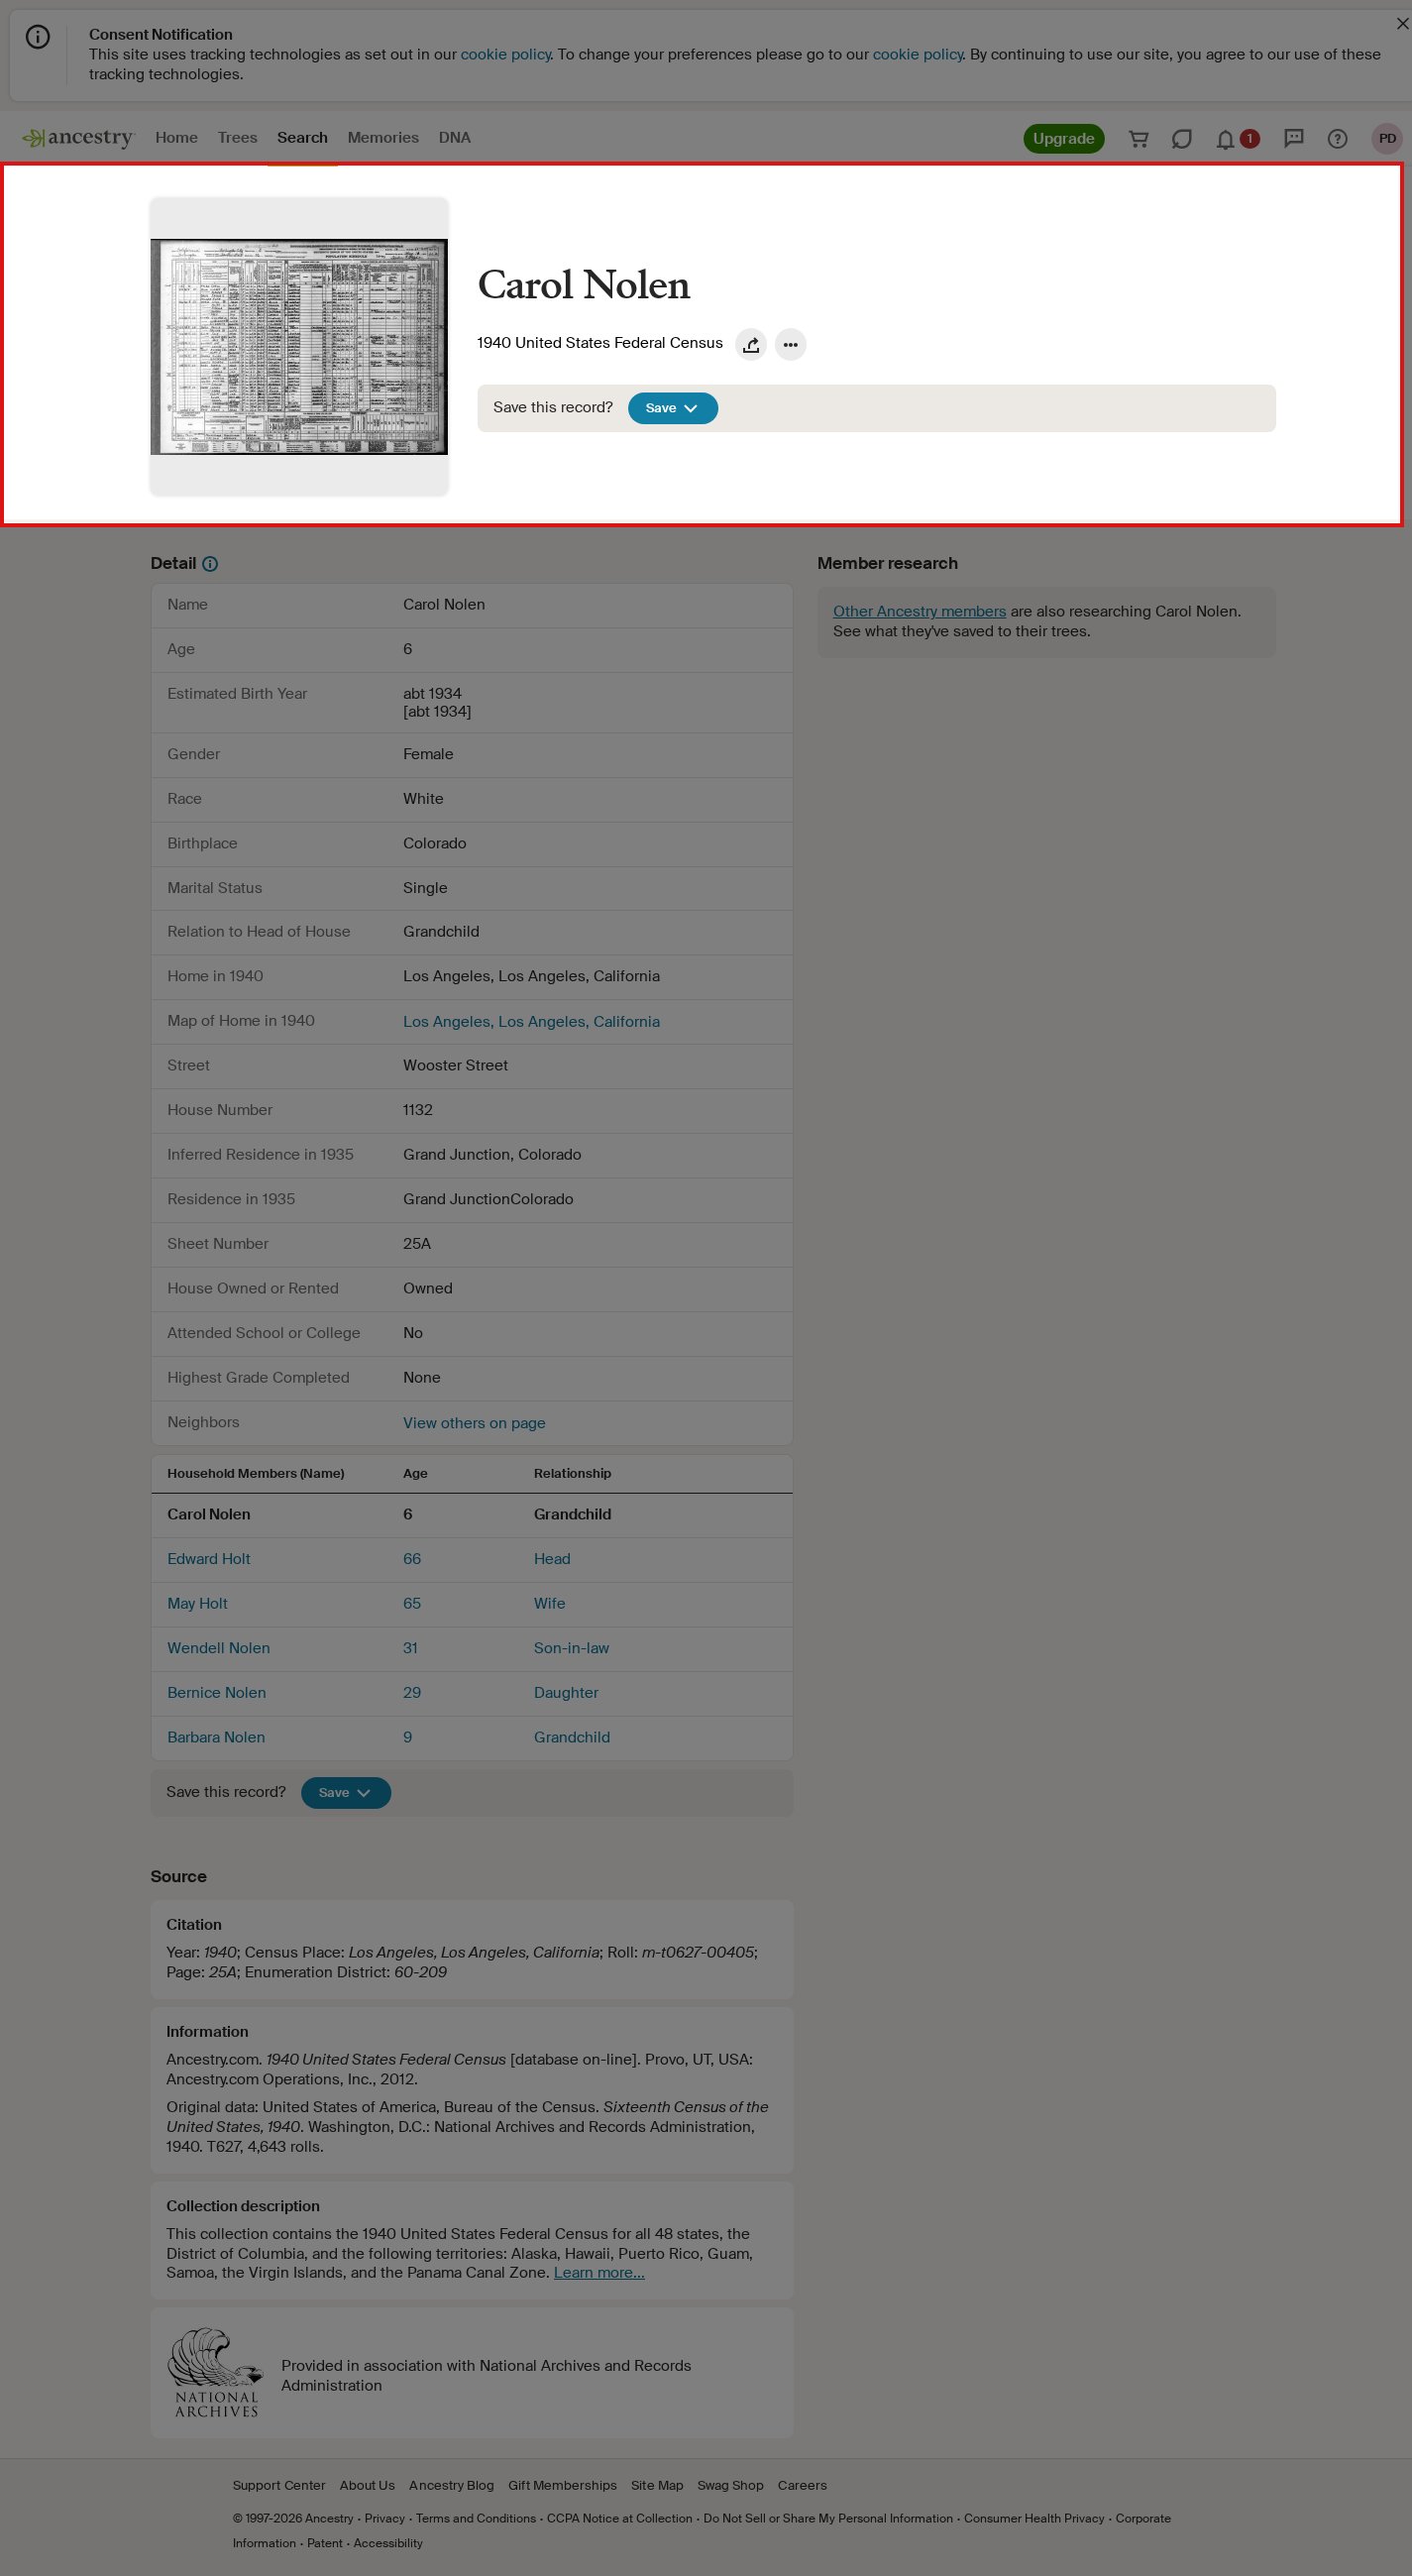 Consent Notification
This site uses tracking technologies as set out in our cookie policy. To change your preferences please go to our cookie policy. By continuing to use our site, you agree to our use of these
tracking technologies.
ancestry Home Trees Search Memories DNA Upgrade 1 PD
Carol Nolen
1940 United States Federal Census
Save this record? Save
Detail
Name Carol Nolen
Age 6
Estimated Birth Year abt 1934
[abt 1934]
Gender Female
Race White
Birthplace Colorado
Marital Status Single
Relation to Head of House Grandchild
Home in 1940 Los Angeles, Los Angeles, California
Map of Home in 1940 Los Angeles, Los Angeles, California
Street Wooster Street
House Number 1132
Inferred Residence in 1935 Grand Junction, Colorado
Residence in 1935 Grand JunctionColorado
Sheet Number 25A
House Owned or Rented Owned
Attended School or College No
Highest Grade Completed None
Neighbors View others on page
Household Members (Name) Age Relationship
Carol Nolen 6 Grandchild
Edward Holt 66 Head
May Holt 65 Wife
Wendell Nolen 31 Son-in-law
Bernice Nolen 29 Daughter
Barbara Nolen 9 Grandchild
Save this record? Save
Member research
Other Ancestry members are also researching Carol Nolen.
See what they've saved to their trees.
Source
Citation
Year: 1940; Census Place: Los Angeles, Los Angeles, California; Roll: m-t0627-00405;
Page: 25A; Enumeration District: 60-209
Information
Ancestry.com. 1940 United States Federal Census [database on-line]. Provo, UT, USA:
Ancestry.com Operations, Inc., 2012.
Original data: United States of America, Bureau of the Census. Sixteenth Census of the
United States, 1940. Washington, D.C.: National Archives and Records Administration,
1940. T627, 4,643 rolls.
Collection description
This collection contains the 1940 United States Federal Census for all 48 states, the
District of Columbia, and the following territories: Alaska, Hawaii, Puerto Rico, Guam,
Samoa, the Virgin Islands, and the Panama Canal Zone. Learn more...
NATIONAL
ARCHIVES
Provided in association with National Archives and Records
Administration
Support Center About Us Ancestry Blog Gift Memberships Site Map Swag Shop Careers
© 1997-2026 Ancestry • Privacy • Terms and Conditions • CCPA Notice at Collection • Do Not Sell or Share My Personal Information • Consumer Health Privacy • Corporate
Information • Patent • Accessibility